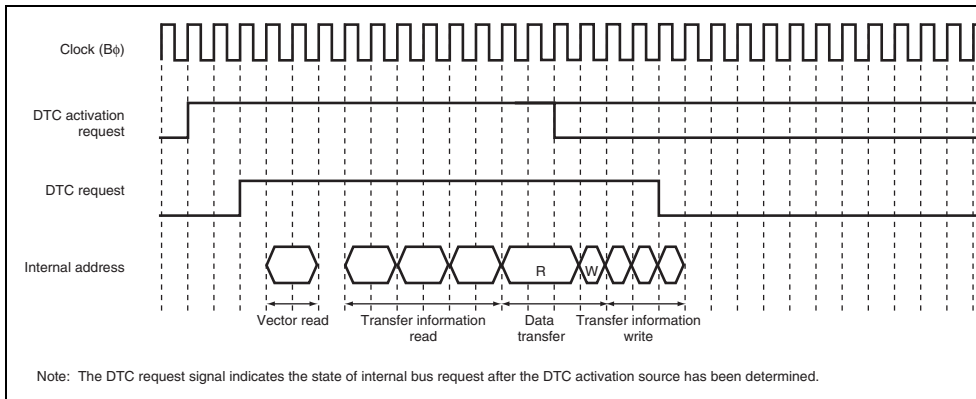 Clock (Bϕ)
DTC activation
request
DTC request
Internal address
R
W
Vector read
Transfer information
read
Data
transfer
Transfer information
write
Note: The DTC request signal indicates the state of internal bus request after the DTC activation source has been determined.